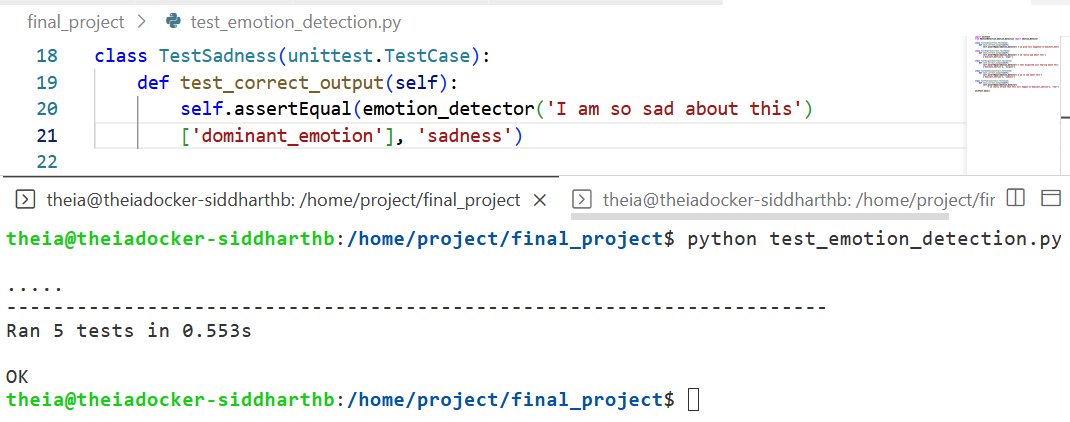 final_project > test_emotion_detection.py
18 class TestSadness(unittest.TestCase):
19 def test_correct_output(self):
20 self.assertEqual(emotion_detector('I am so sad about this')
21 ['dominant_emotion'], 'sadness')
22
theia@theiadocker-siddharthb: /home/project/final_project × theia@theiadocker-siddharthb: /home/project/fir
theia@theiadocker-siddharthb:/home/project/final_project$ python test_emotion_detection.py
.....
----------------------------------------------------------------------
Ran 5 tests in 0.553s
OK
theia@theiadocker-siddharthb:/home/project/final_project$